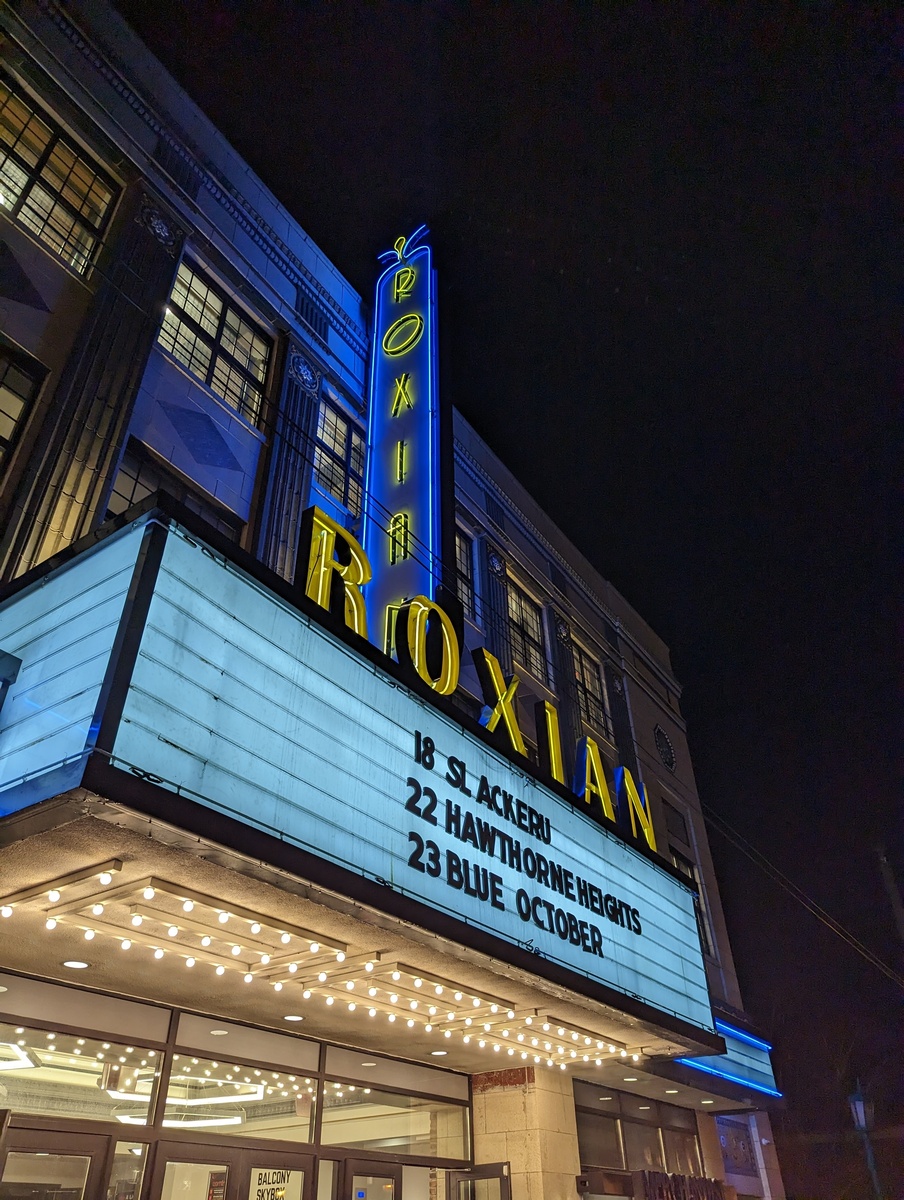 ROXIAN
ROXIAN
18 SLACKERU
22 HAWTHORNE HEIGHTS
23 BLUE OCTOBER
BALCONY
SKYBOX